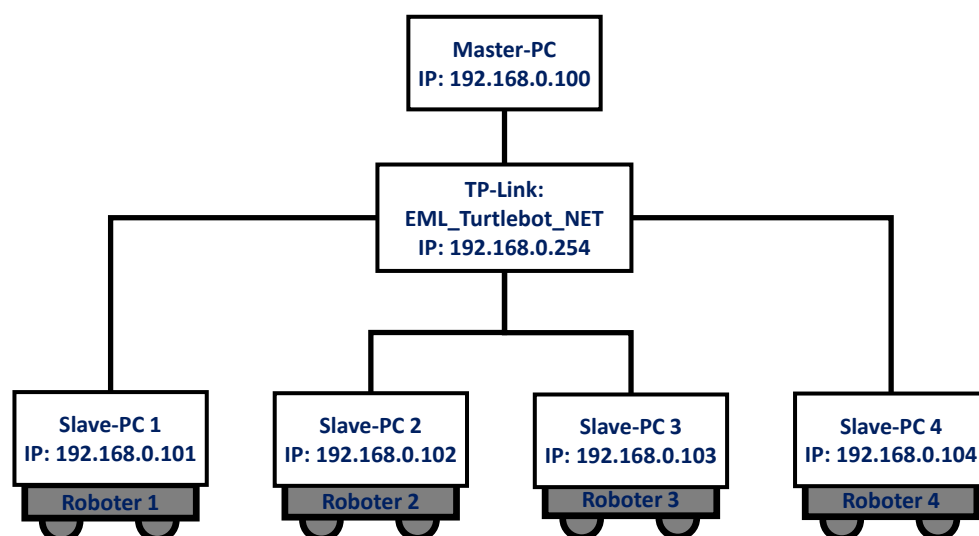 Master-PC
IP: 192.168.0.100
TP-Link:
EML_Turtlebot_NET
IP: 192.168.0.254
Slave-PC 1
IP: 192.168.0.101
Roboter 1
Slave-PC 2
IP: 192.168.0.102
Roboter 2
Slave-PC 3
IP: 192.168.0.103
Roboter 3
Slave-PC 4
IP: 192.168.0.104
Roboter 4